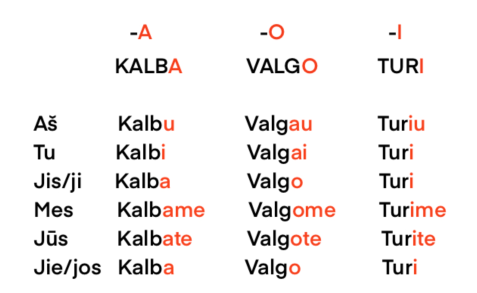 -A -O -I
KALBA VALGO TURI
Aš Kalbu Valgau Turiu
Tu Kalbi Valgai Turi
Jis/ji Kalba Valgo Turi
Mes Kalbame Valgome Turime
Jūs Kalbate Valgote Turite
Jie/jos Kalba Valgo Turi